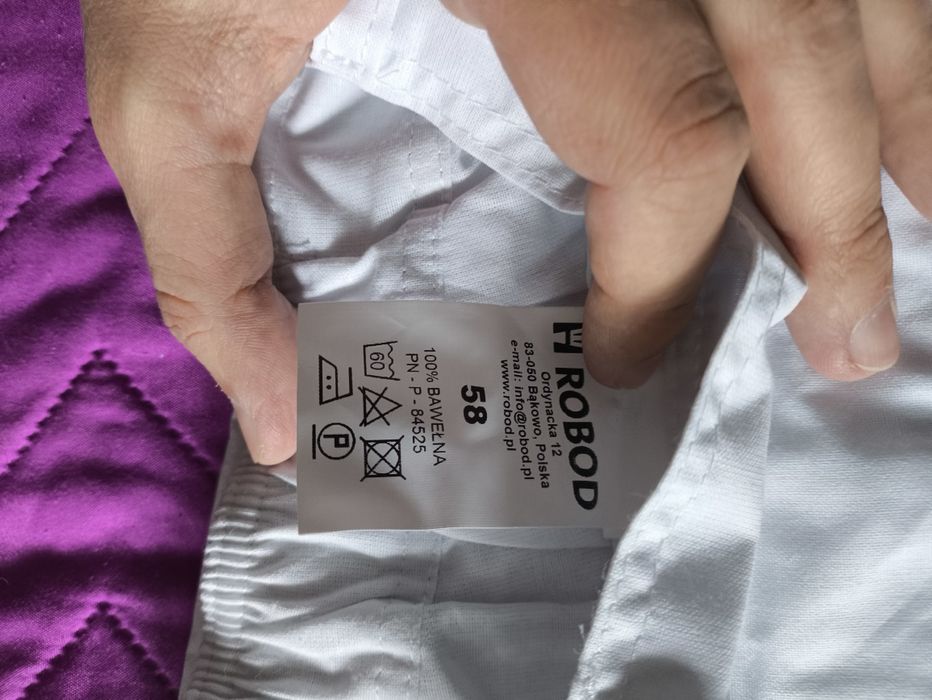 ROBOD
Ordynacka 12
83-050 Bąkowo, Polska
e-mail: info@robod.pl
www.robod.pl
58
100% BAWEŁNA
PN - P - 84525
60
P